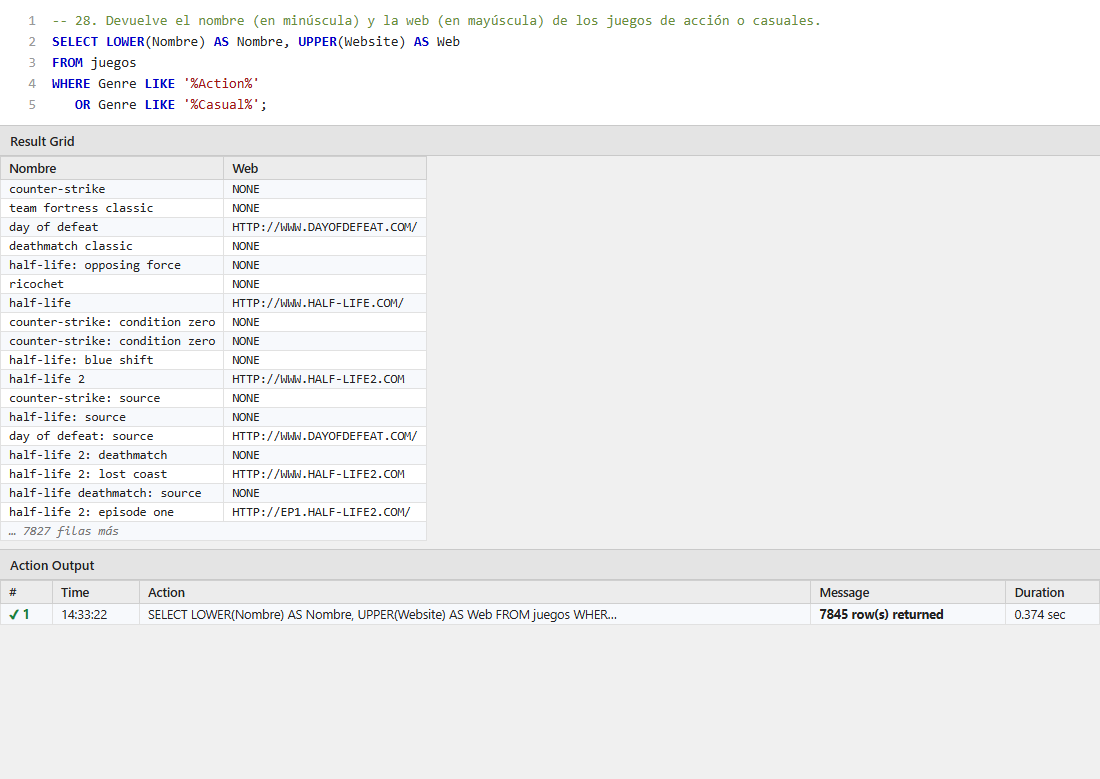 1 -- 28. Devuelve el nombre (en minúscula) y la web (en mayúscula) de los juegos de acción o casuales.
2 SELECT LOWER(Nombre) AS Nombre, UPPER(Website) AS Web
3 FROM juegos
4 WHERE Genre LIKE '%Action%'
5 OR Genre LIKE '%Casual%';
Result Grid
Nombre Web
counter-strike NONE
team fortress classic NONE
day of defeat HTTP://WWW.DAYOFDEFEAT.COM/
deathmatch classic NONE
half-life: opposing force NONE
ricochet NONE
half-life HTTP://WWW.HALF-LIFE.COM/
counter-strike: condition zero NONE
counter-strike: condition zero NONE
half-life: blue shift NONE
half-life 2 HTTP://WWW.HALF-LIFE2.COM
counter-strike: source NONE
half-life: source NONE
day of defeat: source HTTP://WWW.DAYOFDEFEAT.COM/
half-life 2: deathmatch NONE
half-life 2: lost coast HTTP://WWW.HALF-LIFE2.COM
half-life deathmatch: source NONE
half-life 2: episode one HTTP://EP1.HALF-LIFE2.COM/
… 7827 filas más
Action Output
# Time Action Message Duration
✓ 1 14:33:22 SELECT LOWER(Nombre) AS Nombre, UPPER(Website) AS Web FROM juegos WHER... 7845 row(s) returned 0.374 sec